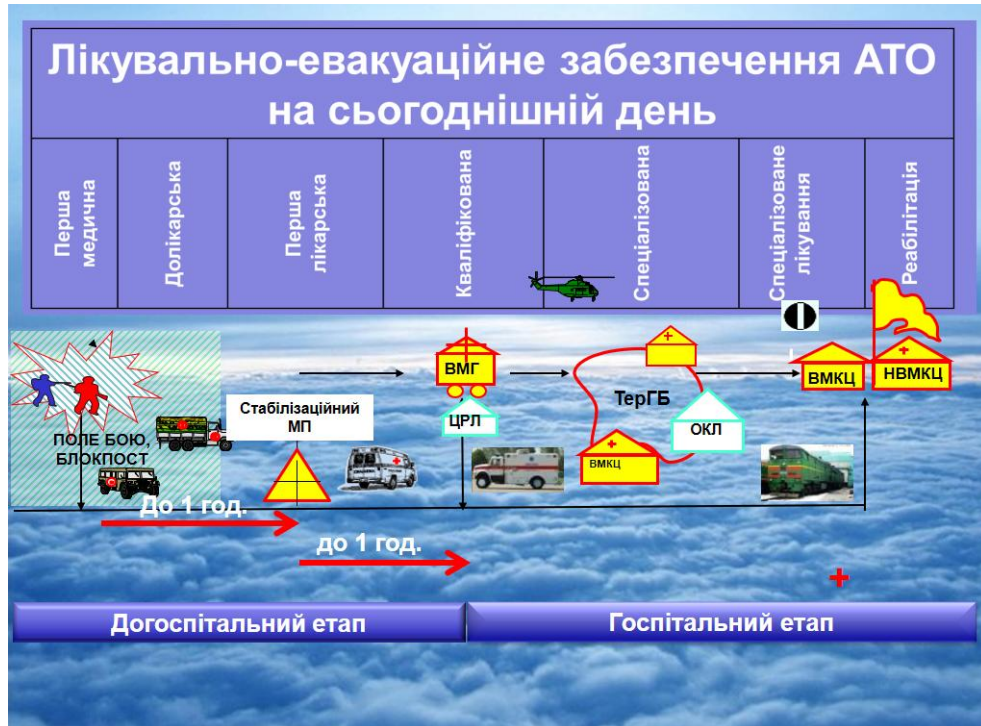 Лікувально-евакуаційне забезпечення АТО
на сьогоднішній день
Перша
медична
Долікарська
Перша
лікарська
Кваліфікована
Спеціалізована
Спеціалізоване
лікування
Реабілітація
ПОЛЕ БОЮ,
БЛОКПОСТ
Стабілізаційний
МП
ВМГ
ЦРЛ
ТерГБ
ОКЛ
ВМКЦ
ВМКЦ
НВМКЦ
До 1 год.
до 1 год.
Догоспітальний етап
Госпітальний етап